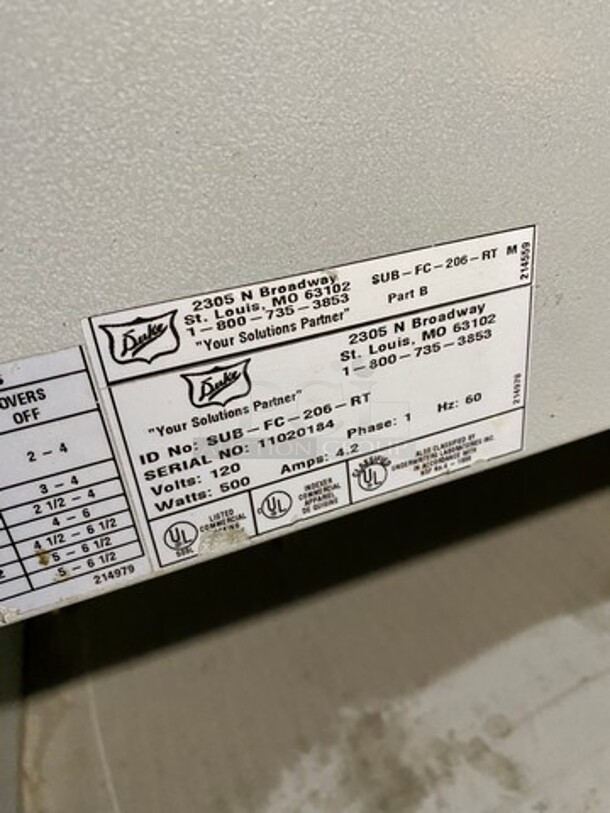 Duke
2305 N Broadway
St. Louis, MO 63102
1-800-735-3853
"Your Solutions Partner"
SUB-FC-206-RT M
Part B
214559
Duke
"Your Solutions Partner"
2305 N Broadway
St. Louis, MO 63102
1-800-735-3853
ID No: SUB-FC-206-RT
SERIAL NO: 11020184
Volts: 120 Phase: 1 Hz: 60
Watts: 500 Amps: 4.2
214978
UL
LISTED
COMMERCIAL
UL
INDEXER
COMMERCIAL
APPAREIL
DE CUISINE
CLASSIFIED
UL
ALSO CLASSIFIED BY
UNDERWRITERS LABORATORIES INC.
IN ACCORDANCE WITH
OVERS
OFF
2 - 4
3 - 4
2 1/2 - 4
4 - 6
4 1/2 - 6 1/2
5 - 6 1/2
5 - 6 1/2
214979